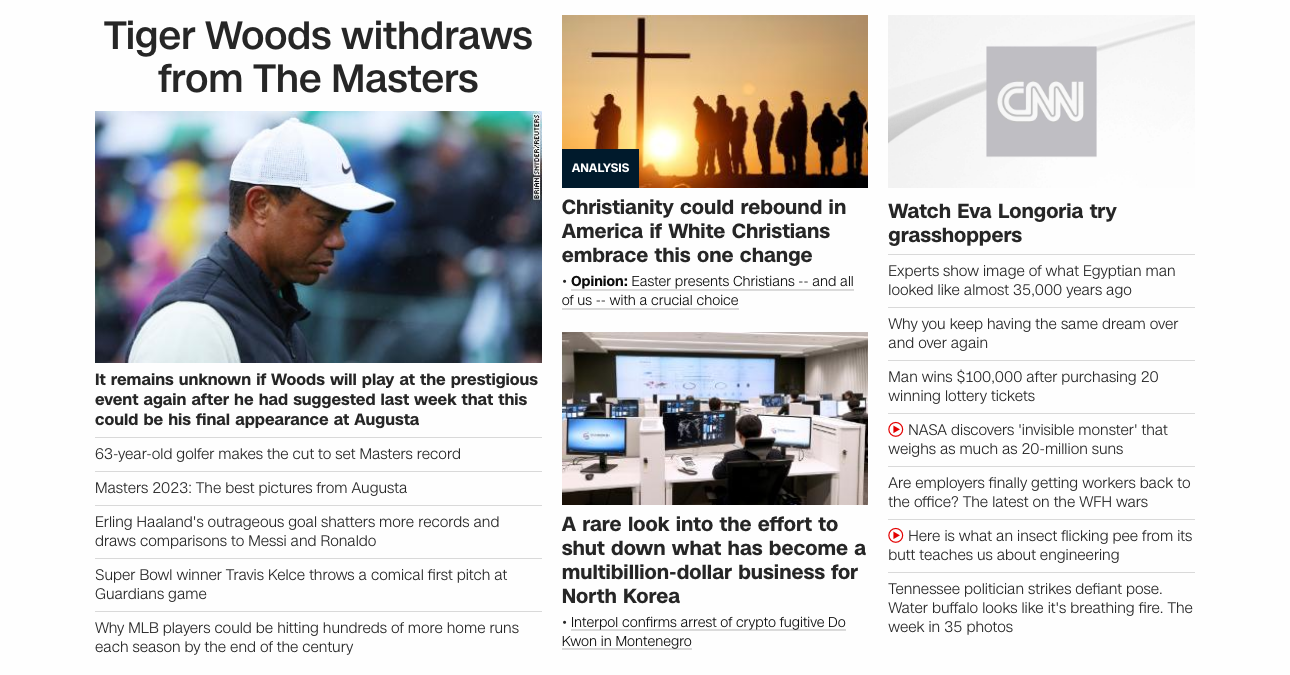 Tiger Woods withdraws
from The Masters
BRIAN SNYDER/REUTERS
It remains unknown if Woods will play at the prestigious
event again after he had suggested last week that this
could be his final appearance at Augusta
63-year-old golfer makes the cut to set Masters record
Masters 2023: The best pictures from Augusta
Erling Haaland's outrageous goal shatters more records and
draws comparisons to Messi and Ronaldo
Super Bowl winner Travis Kelce throws a comical first pitch at
Guardians game
Why MLB players could be hitting hundreds of more home runs
each season by the end of the century
ANALYSIS
Christianity could rebound in
America if White Christians
embrace this one change
• Opinion: Easter presents Christians -- and all
of us -- with a crucial choice
A rare look into the effort to
shut down what has become a
multibillion-dollar business for
North Korea
• Interpol confirms arrest of crypto fugitive Do
Kwon in Montenegro
CNN
Watch Eva Longoria try
grasshoppers
Experts show image of what Egyptian man
looked like almost 35,000 years ago
Why you keep having the same dream over
and over again
Man wins $100,000 after purchasing 20
winning lottery tickets
NASA discovers 'invisible monster' that
weighs as much as 20-million suns
Are employers finally getting workers back to
the office? The latest on the WFH wars
Here is what an insect flicking pee from its
butt teaches us about engineering
Tennessee politician strikes defiant pose.
Water buffalo looks like it's breathing fire. The
week in 35 photos